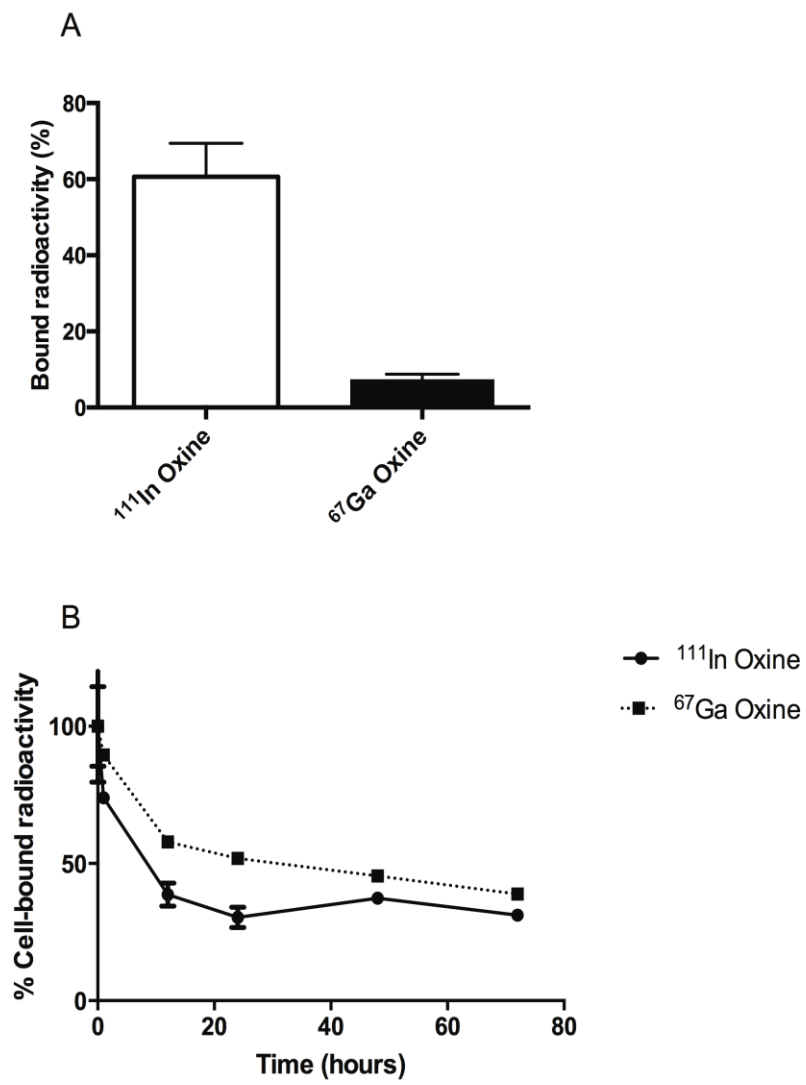 A
Bound radioactivity (%)
80
60
40
20
0
¹¹¹In Oxine
⁶⁷Ga Oxine
B
% Cell-bound radioactivity
100
50
0
0 20 40 60 80
Time (hours)
¹¹¹In Oxine
⁶⁷Ga Oxine